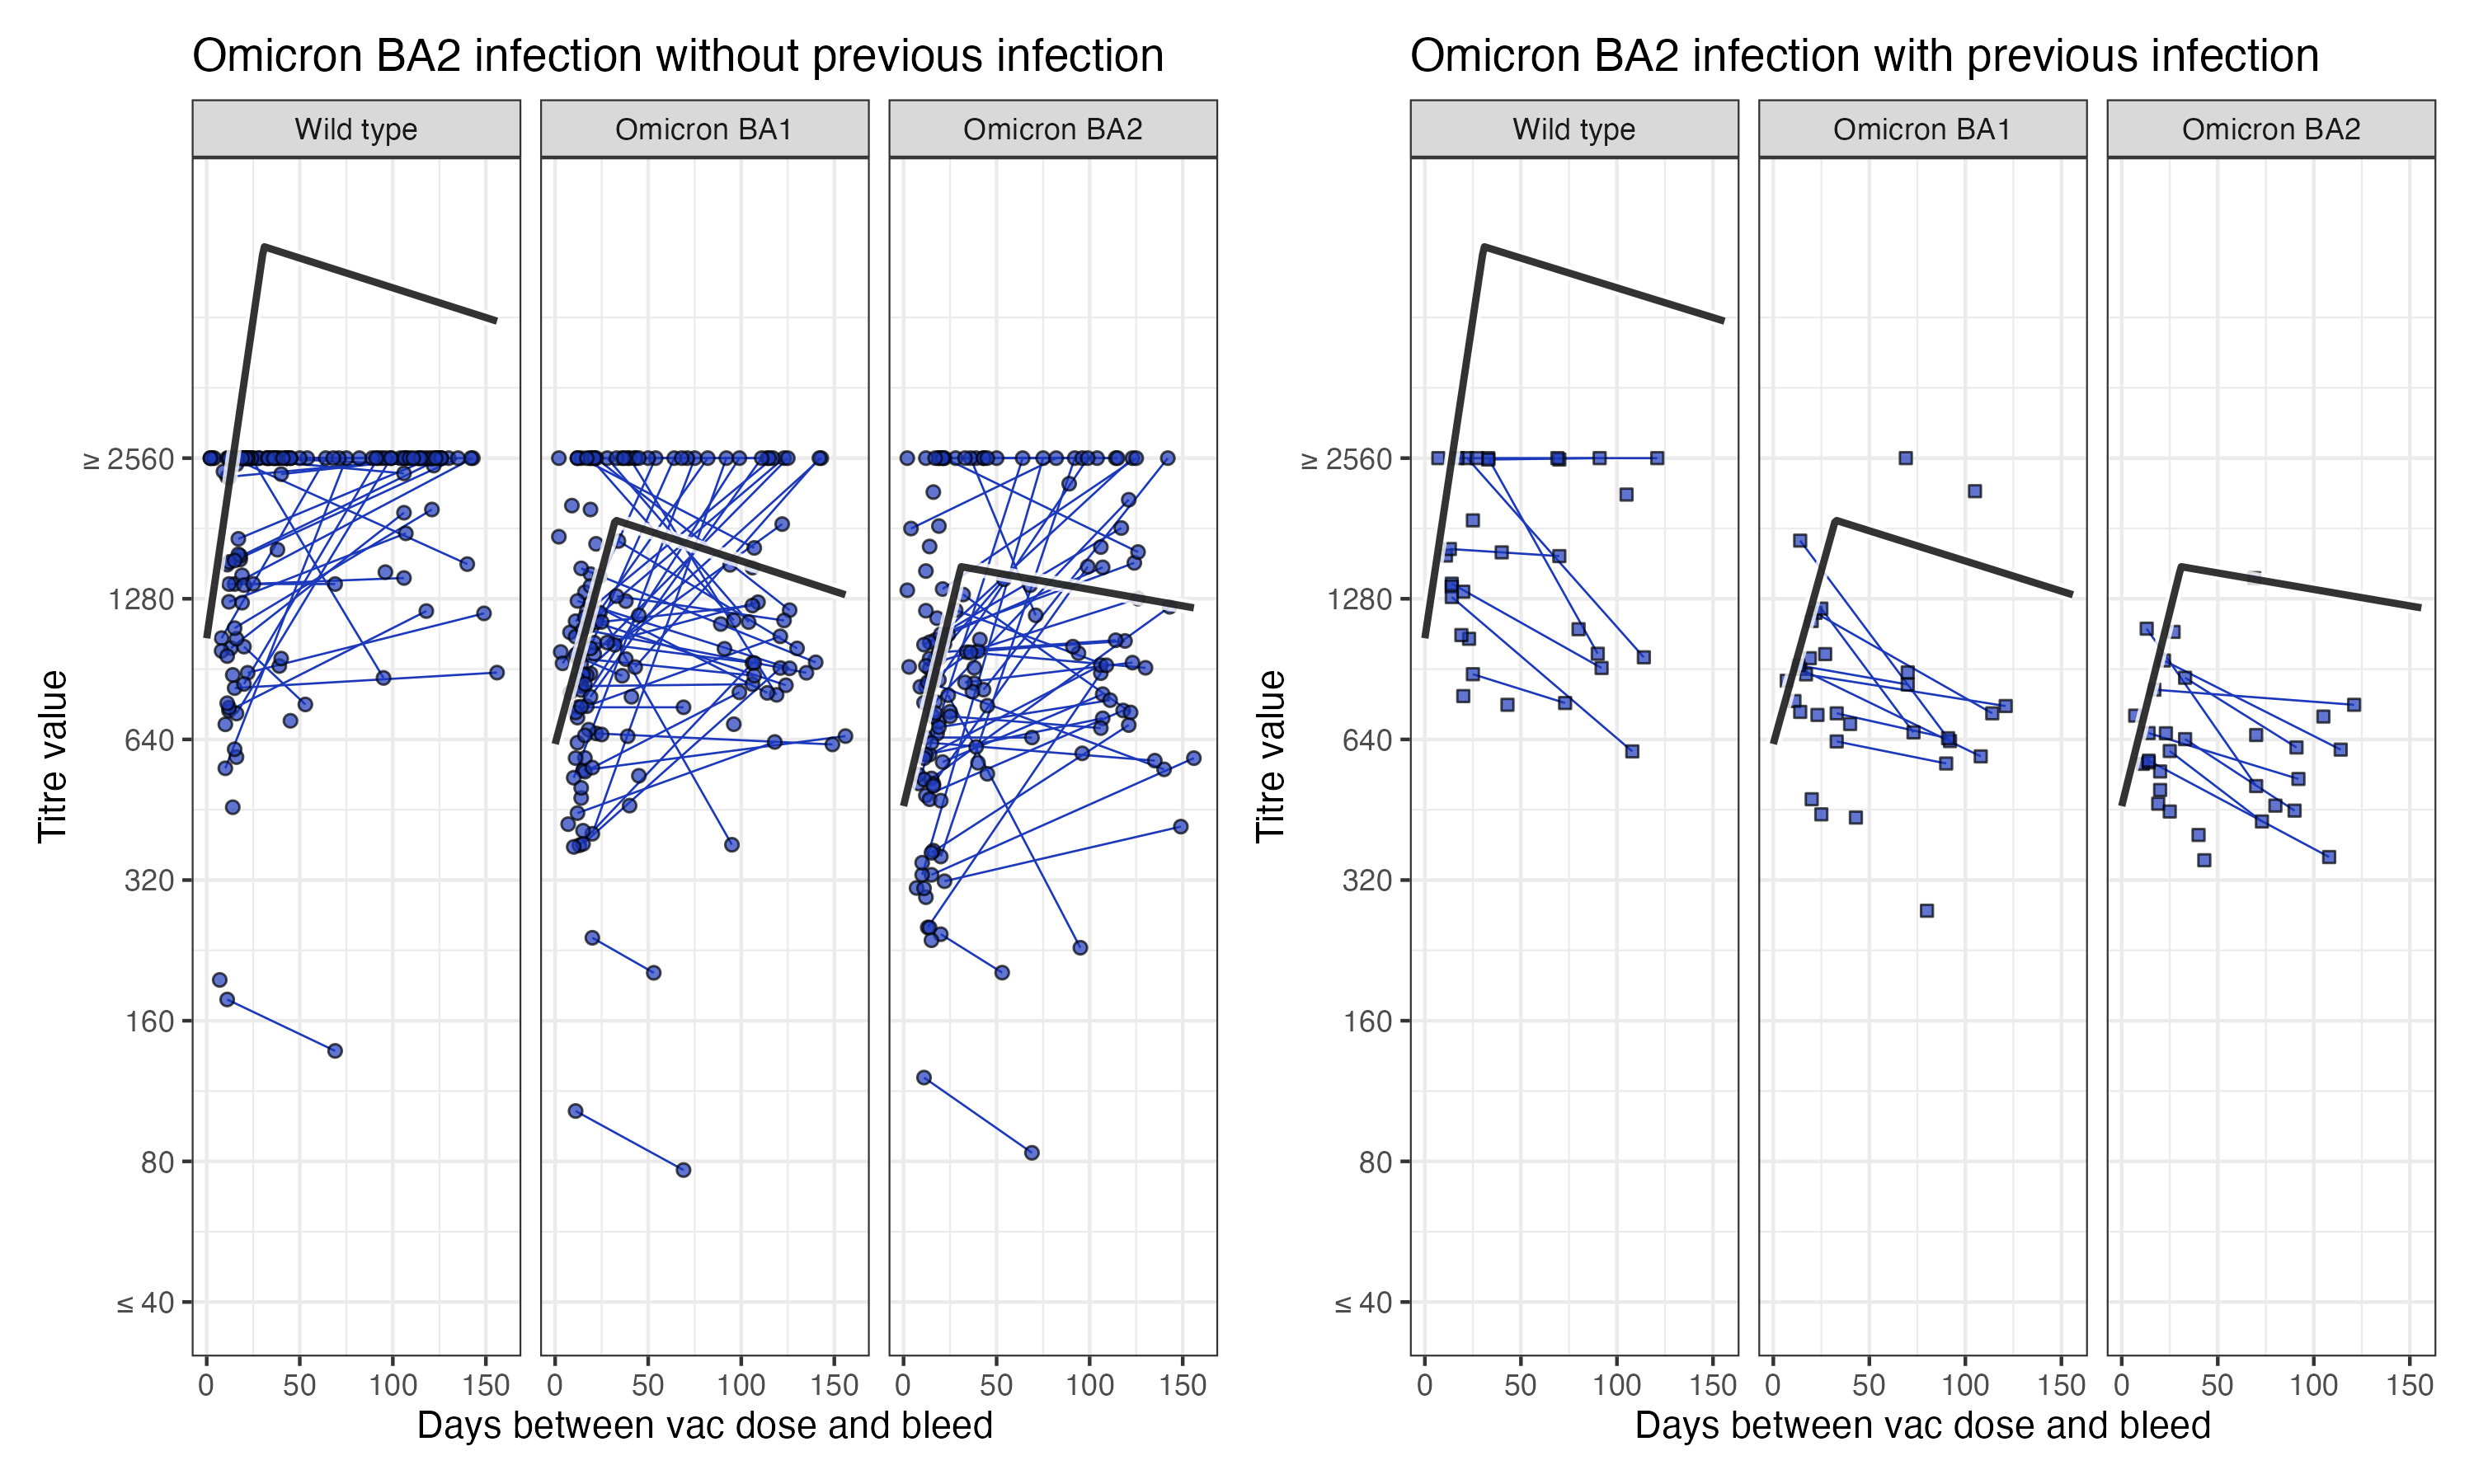 Omicron BA2 infection without previous infection
Wild type
Omicron BA1
Omicron BA2
Titre value
≥ 2560
1280
640
320
160
80
≤ 40
0 50 100 150
0 50 100 150
0 50 100 150
Days between vac dose and bleed
Omicron BA2 infection with previous infection
Wild type
Omicron BA1
Omicron BA2
Titre value
≥ 2560
1280
640
320
160
80
≤ 40
0 50 100 150
0 50 100 150
0 50 100 150
Days between vac dose and bleed